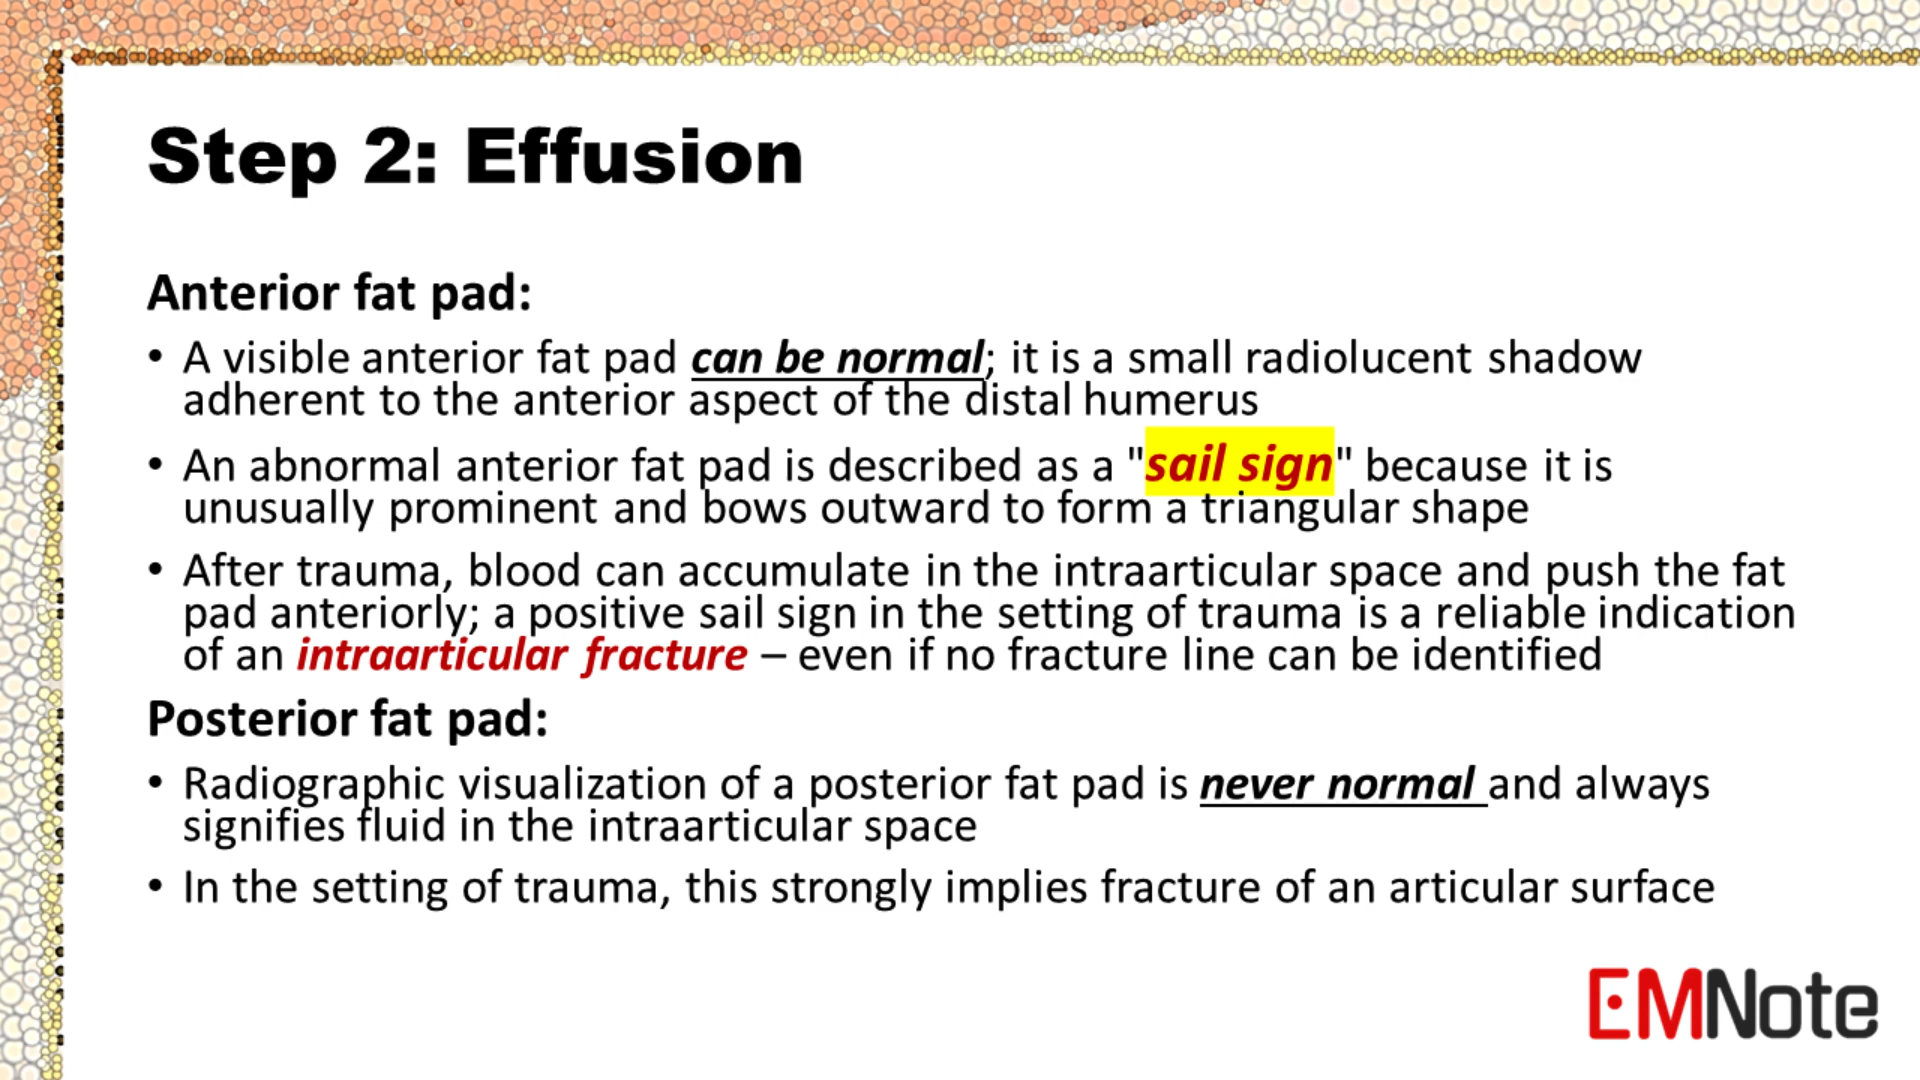 Step 2: Effusion
Anterior fat pad:
• A visible anterior fat pad can be normal; it is a small radiolucent shadow
adherent to the anterior aspect of the distal humerus
• An abnormal anterior fat pad is described as a "sail sign" because it is
unusually prominent and bows outward to form a triangular shape
• After trauma, blood can accumulate in the intraarticular space and push the fat
pad anteriorly; a positive sail sign in the setting of trauma is a reliable indication
of an intraarticular fracture – even if no fracture line can be identified
Posterior fat pad:
• Radiographic visualization of a posterior fat pad is never normal and always
signifies fluid in the intraarticular space
• In the setting of trauma, this strongly implies fracture of an articular surface
EMNote